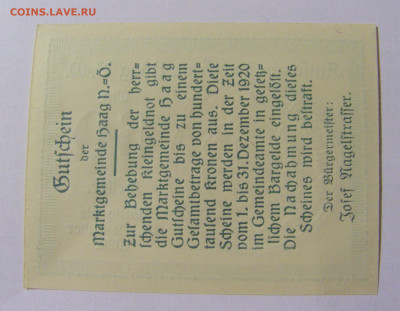 COINS.LAVE.RU
Gutschein
der
Marktgemeinde Haag N.-Ö.
Zur Behebung der herr=
schenden Kleingeldnot gibt
die Marktgemeinde Haag
Gutscheine bis zu einem
Gesamtbetrage von hundert=
tausend Kronen aus. Diese
Scheine werden in der Zeit
vom 1. bis 31. Dezember 1920
im Gemeindeamte in gesetz=
lichem Bargelde eingelöst.
Die Nachahmung dieses
Scheines wird bestraft.
Der Bürgermeister:
Josef Nagelstrasser.